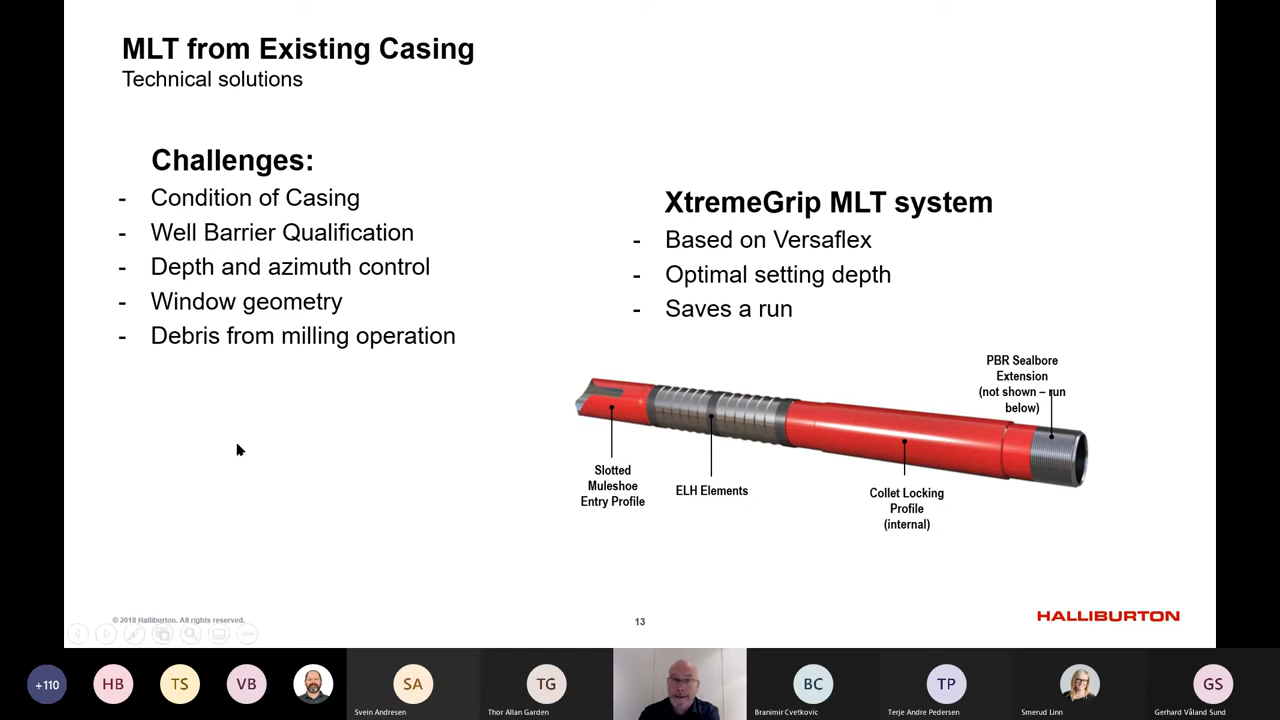 MLT from Existing Casing
Technical solutions
Challenges:
- Condition of Casing
- Well Barrier Qualification
- Depth and azimuth control
- Window geometry
- Debris from milling operation
XtremeGrip MLT system
- Based on Versaflex
- Optimal setting depth
- Saves a run
PBR Sealbore
Extension
(not shown – run
below)
Slotted
Muleshoe
Entry Profile
ELH Elements
Collet Locking
Profile
(internal)
© 2018 Halliburton. All rights reserved.
13
HALLIBURTON
+110
HB
TS
VB
SA
Svein Andresen
TG
Thor Allan Garden
BC
Branimir Cvetkovic
TP
Terje Andre Pedersen
Smerud Linn
GS
Gerhard Våland Sund